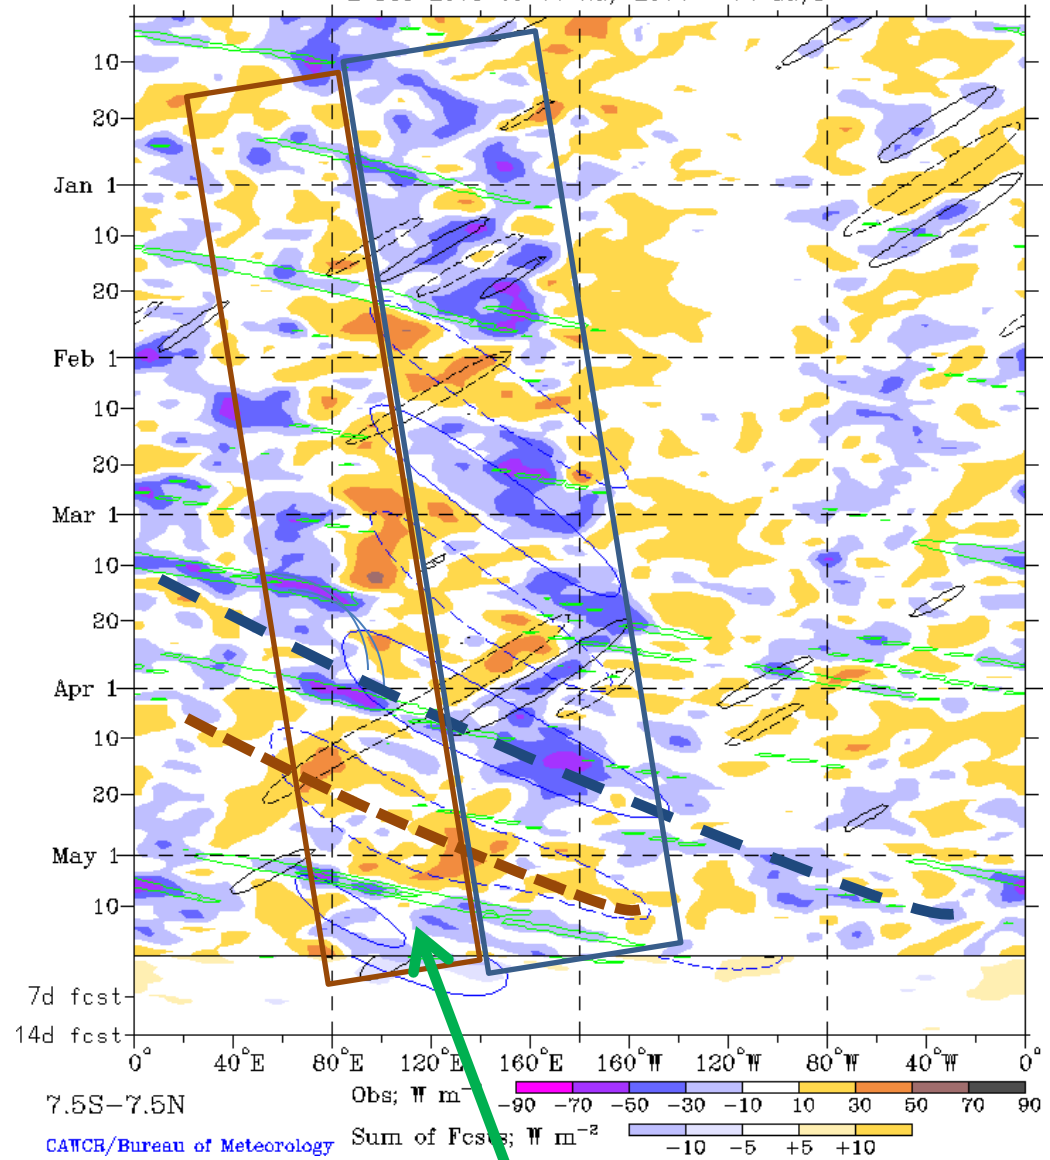 10
20
Jan 1
10
20
Feb 1
10
20
Mar 1
10
20
Apr 1
10
20
May 1
10
7d fcst
14d fcst
0° 40°E 80°E 120°E 160°E 160°W 120°W 80°W 40°W 0°
7.5S-7.5N
Obs; W m
-90 -70 -50 -30 -10 10 30 50 70 90
CAWCR/Bureau of Meteorology
Sum of Fcsts; W m⁻²
-10 -5 +5 +10